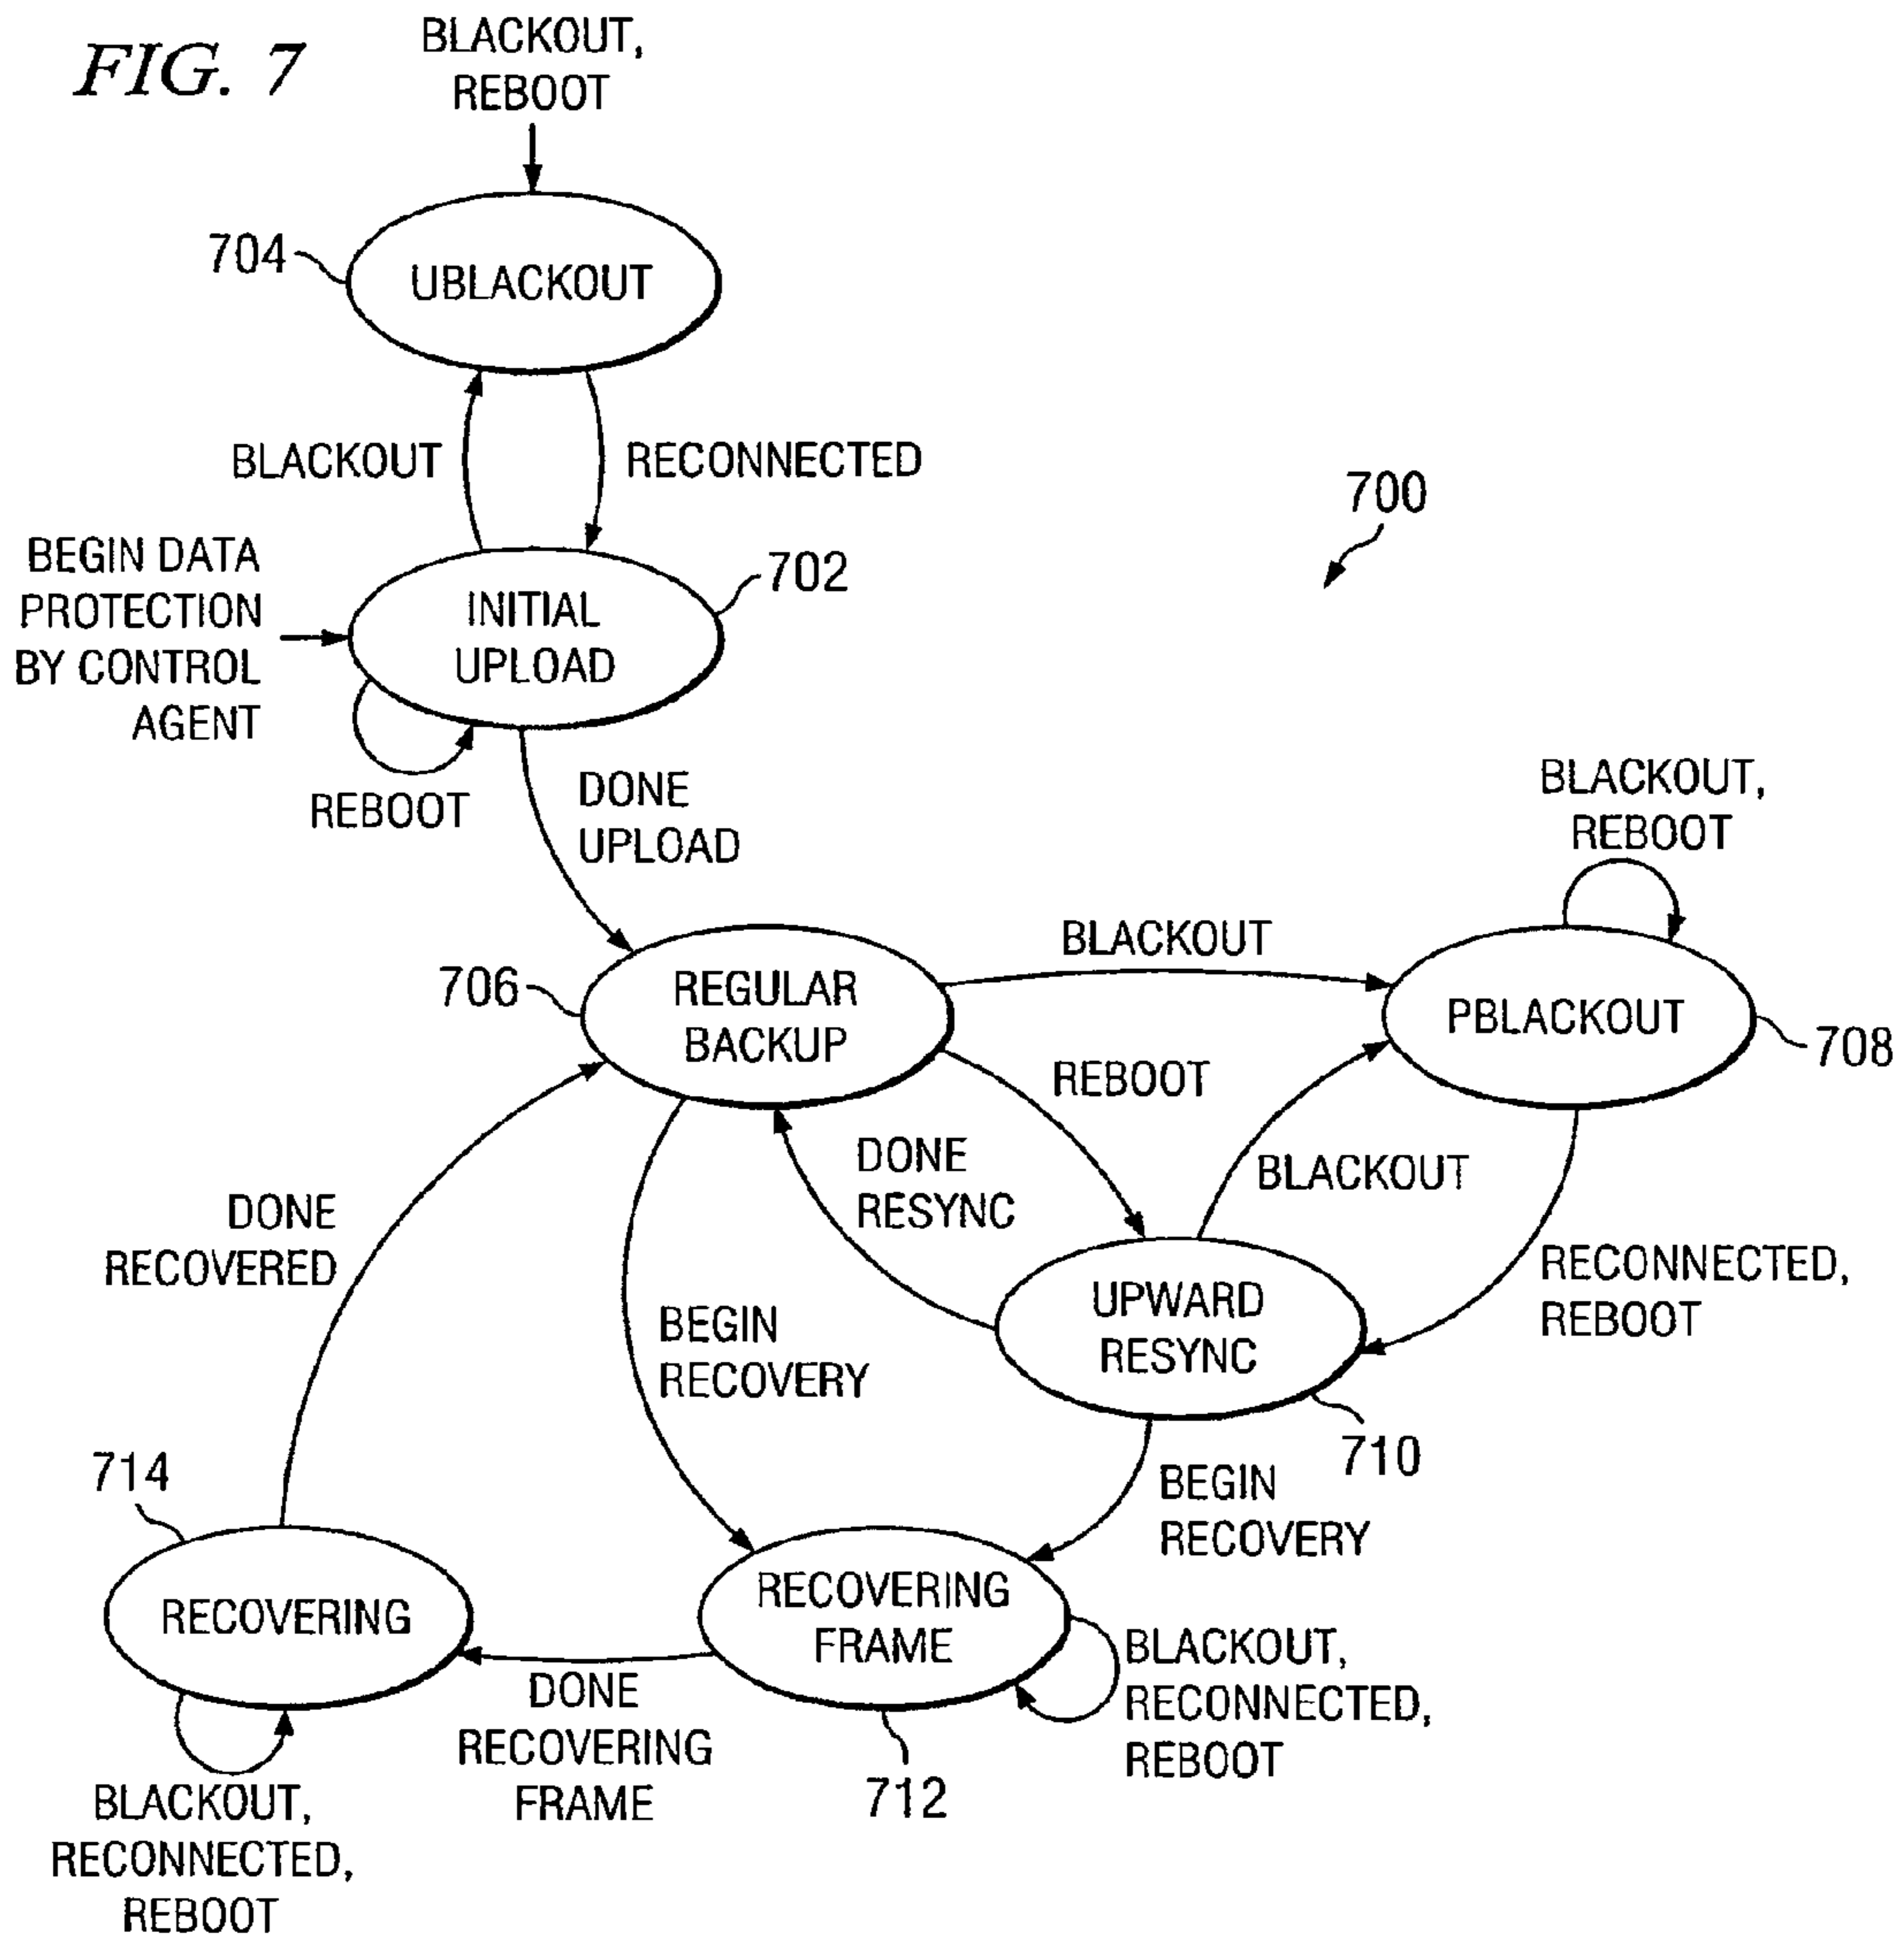 FIG. 7
BLACKOUT,
REBOOT
704
UBLACKOUT
BLACKOUT
RECONNECTED
700
BEGIN DATA
PROTECTION
BY CONTROL
AGENT
702
INITIAL
UPLOAD
REBOOT
DONE
UPLOAD
BLACKOUT,
REBOOT
706
REGULAR
BACKUP
BLACKOUT
PBLACKOUT
708
REBOOT
DONE
RESYNC
BLACKOUT
DONE
RECOVERED
RECONNECTED,
REBOOT
UPWARD
RESYNC
BEGIN
RECOVERY
710
714
BEGIN
RECOVERY
RECOVERING
RECOVERING
FRAME
BLACKOUT,
RECONNECTED,
REBOOT
DONE
RECOVERING
FRAME
712
BLACKOUT,
RECONNECTED,
REBOOT